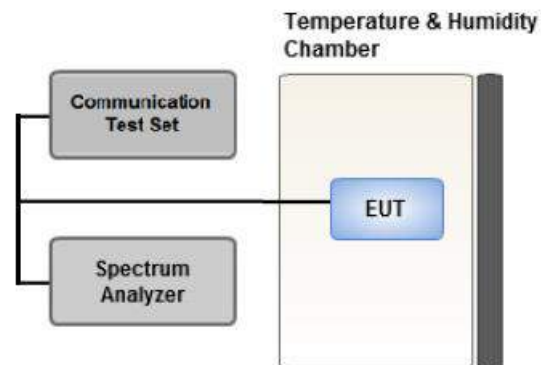 Temperature & Humidity
Chamber
Communication
Test Set
EUT
Spectrum
Analyzer